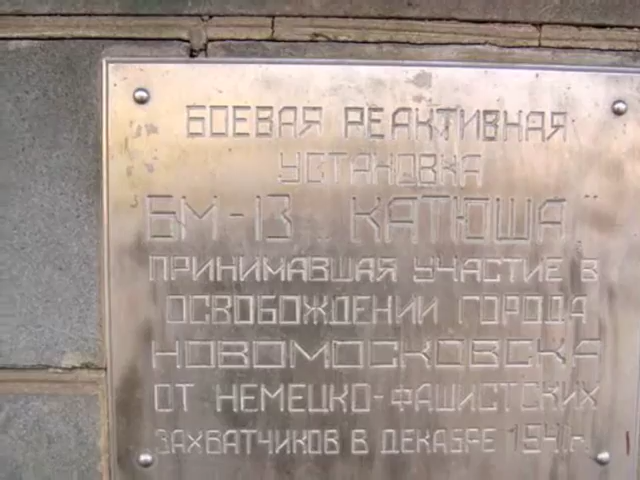 БОЕВАЯ РЕАКТИВНАЯ
УСТАНОВКА
БМ-13 "КАТЮША"
ПРИНИМАВШАЯ УЧАСТИЕ В
ОСВОБОЖДЕНИИ ГОРОДА
НОВОМОСКОВСКА
ОТ НЕМЕЦКО-ФАШИСТСКИХ
ЗАХВАТЧИКОВ В ДЕКАБРЕ 1941г.